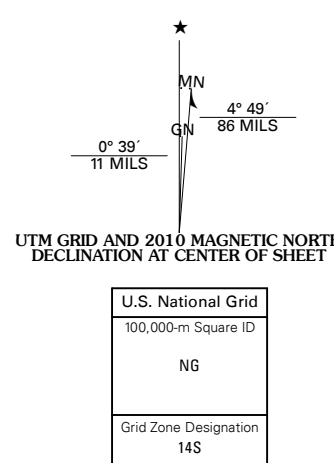 ★
MN
GN
4° 49´
86 MILS
0° 39´
11 MILS
UTM GRID AND 2010 MAGNETIC NORTH
DECLINATION AT CENTER OF SHEET
U.S. National Grid
100,000-m Square ID
NG
Grid Zone Designation
14S